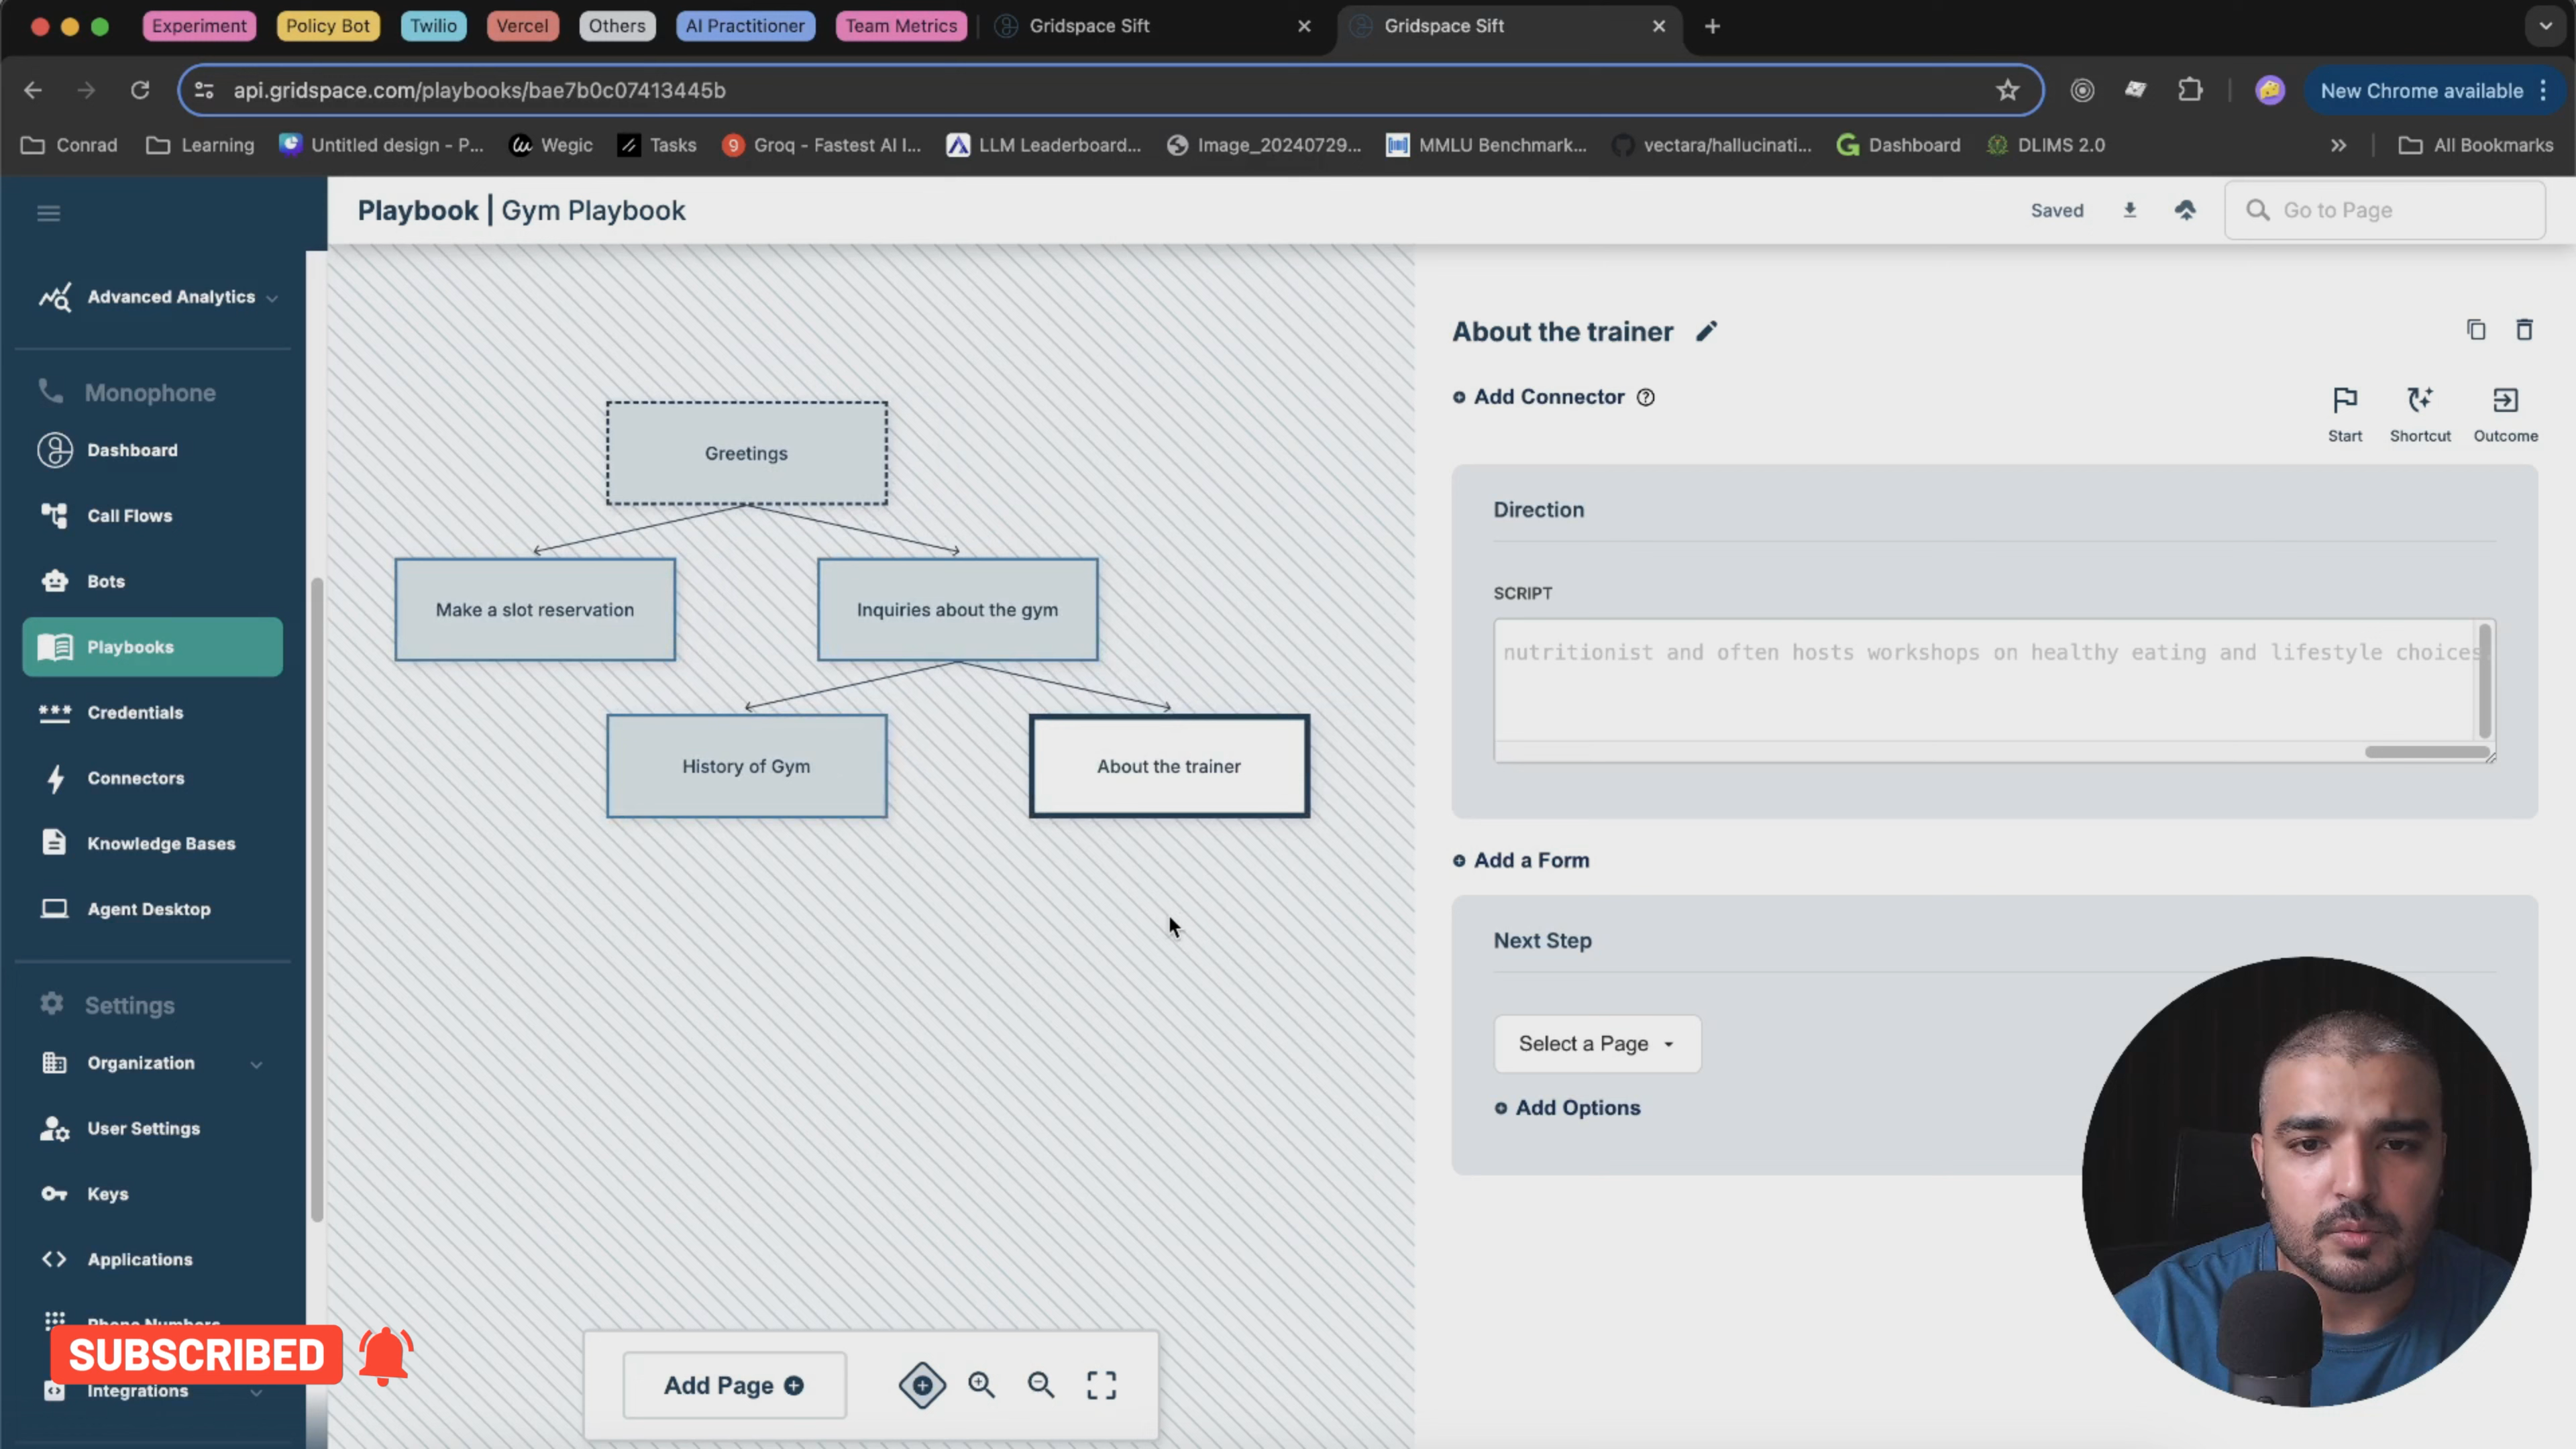 Experiment
Policy Bot
Twilio
Vercel
Others
AI Practitioner
Team Metrics
Gridspace Sift
Gridspace Sift
api.gridspace.com/playbooks/bae7b0c07413445b
New Chrome available
Conrad
Learning
Untitled design - P...
Wegic
Tasks
Groq - Fastest AI I...
LLM Leaderboard...
Image_20240729...
MMLU Benchmark...
vectara/hallucinati...
Dashboard
DLIMS 2.0
All Bookmarks
Playbook | Gym Playbook
Saved
Go to Page
Advanced Analytics
Monophone
Dashboard
Call Flows
Bots
Playbooks
Credentials
Connectors
Knowledge Bases
Agent Desktop
Settings
Organization
User Settings
Keys
Applications
Phone Numbers
SUBSCRIBED
Integrations
Greetings
Make a slot reservation
Inquiries about the gym
History of Gym
About the trainer
Add Page
About the trainer
Add Connector
Start
Shortcut
Outcome
Direction
SCRIPT
nutritionist and often hosts workshops on healthy eating and lifestyle choices
Add a Form
Next Step
Select a Page
Add Options